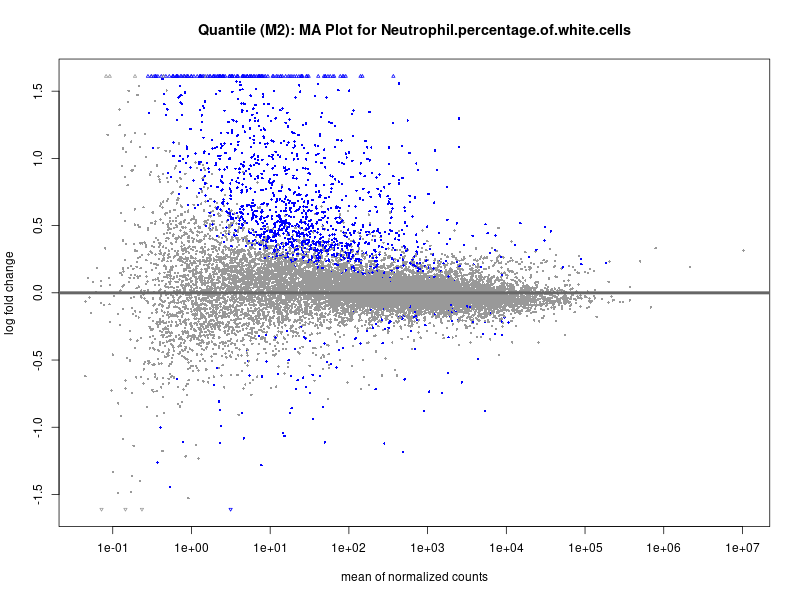 Quantile (M2): MA Plot for Neutrophil.percentage.of.white.cells
1.5
1.0
0.5
0.0
-0.5
-1.0
-1.5
log fold change
1e-01 1e+00 1e+01 1e+02 1e+03 1e+04 1e+05 1e+06 1e+07
mean of normalized counts